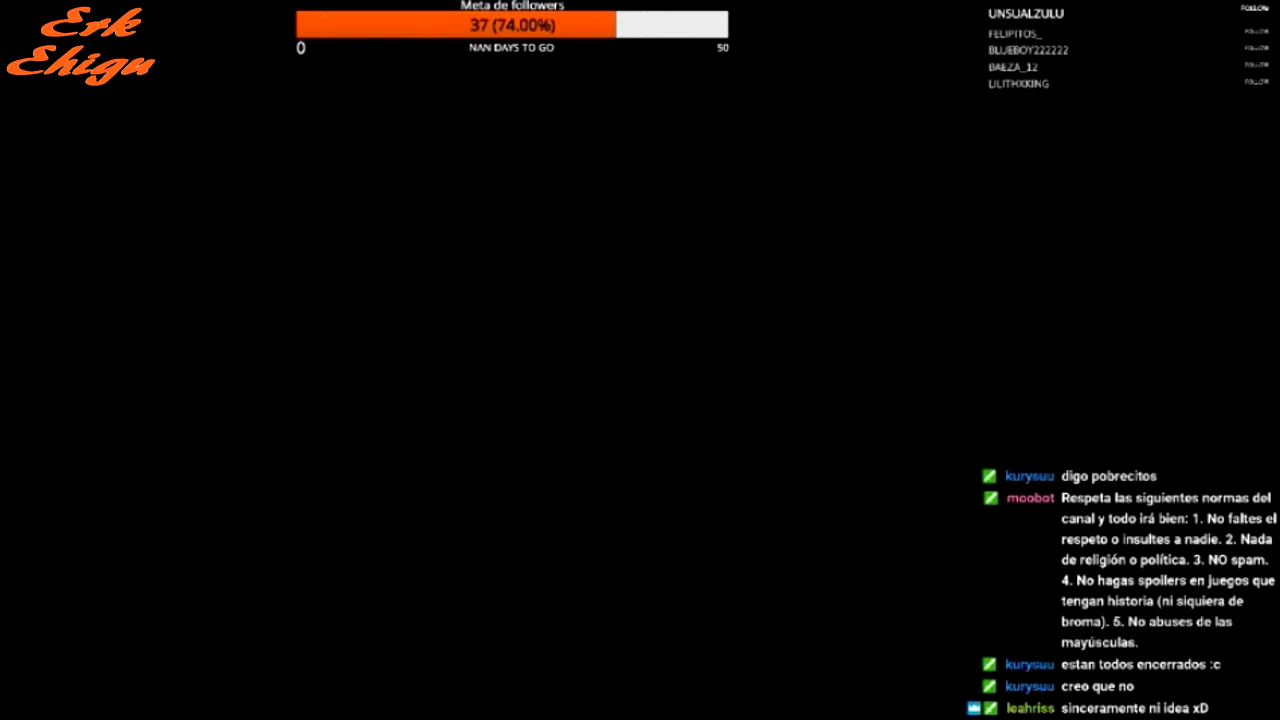 Erk
Ehigu
Meta de followers
37 (74.00%)
0
NAN DAYS TO GO
50
UNSUALZULU
FOLLOW
FELIPITOS_
FOLLOW
BLUEBOY222222
FOLLOW
BAEZA_12
FOLLOW
LILITHXKING
FOLLOW
kurysuu digo pobrecitos
moobot Respeta las siguientes normas del
canal y todo irá bien: 1. No faltes el
respeto o insultes a nadie. 2. Nada
de religión o política. 3. NO spam.
4. No hagas spoilers en juegos que
tengan historia (ni siquiera de
broma). 5. No abuses de las
mayúsculas.
kurysuu estan todos encerrados :c
kurysuu creo que no
leahriss sinceramente ni idea xD